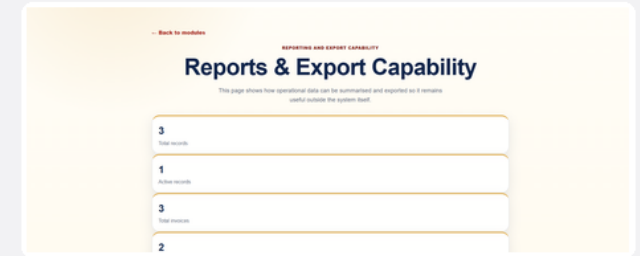 ← Back to modules
REPORTING AND EXPORT CAPABILITY
Reports & Export Capability
This page shows how operational data can be summarised and exported so it remains
useful outside the system itself.
3
Total records
1
Active records
3
Total invoices
2